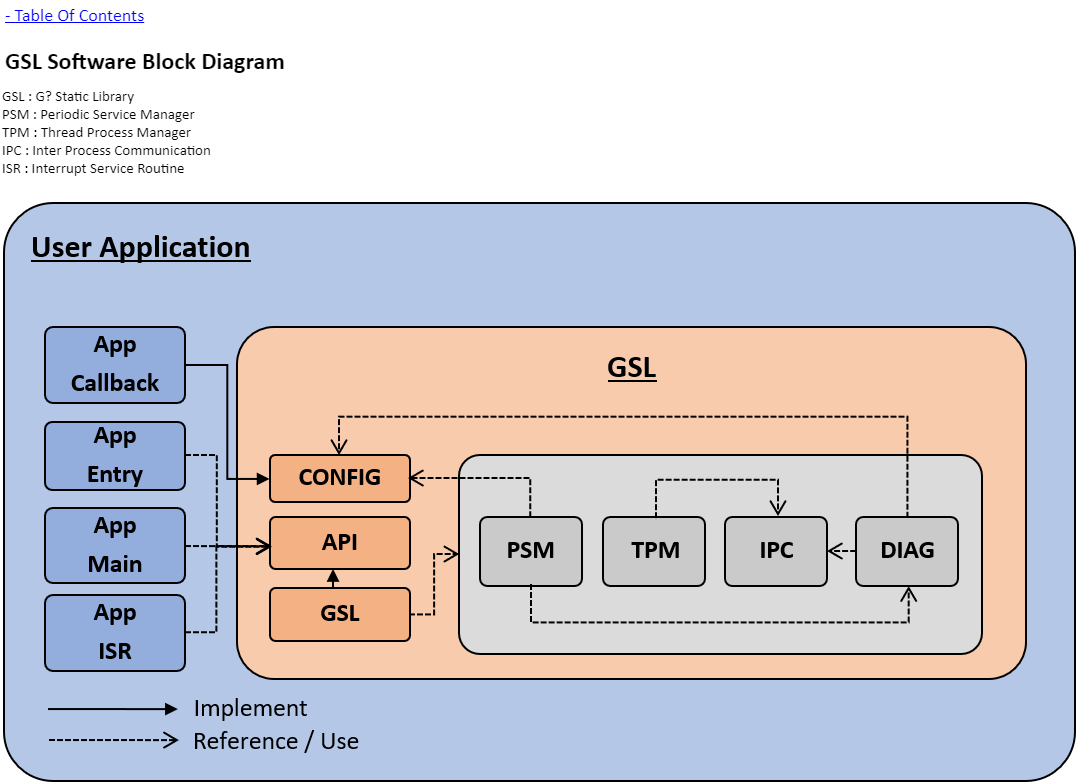 - Table Of Contents
GSL Software Block Diagram
GSL : G? Static Library
PSM : Periodic Service Manager
TPM : Thread Process Manager
IPC : Inter Process Communication
ISR : Interrupt Service Routine
User Application
App
Callback
App
Entry
App
Main
App
ISR
GSL
CONFIG
API
GSL
PSM
TPM
IPC
DIAG
Implement
Reference / Use